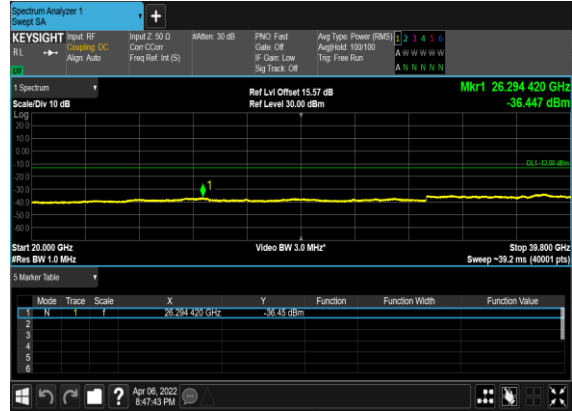 Spectrum Analyzer 1
Swept SA
+
KEYSIGHT Input: RF Input Z: 50 Ω #Atten: 30 dB PNO: Fast Avg Type: Power (RMS) 1 2 3 4 5 6
RL Coupling: DC Corr CCorr Gate: Off Avg|Hold: 100/100 A W W W W W
Align: Auto Freq Ref: Int (S) IF Gain: Low Trig: Free Run
Sig Track: Off A N N N N N
1 Spectrum
Ref Lvl Offset 15.57 dB Mkr1 26.294 420 GHz
Scale/Div 10 dB Ref Level 30.00 dBm -36.447 dBm
Log
20.0
10.0
0.00
-10.0
DL1 -13.00 dBm
-20.0
-30.0
1
-40.0
-50.0
-60.0
Start 20.000 GHz Video BW 3.0 MHz* Stop 39.800 GHz
#Res BW 1.0 MHz Sweep ~39.2 ms (40001 pts)
5 Marker Table
Mode Trace Scale X Y Function Function Width Function Value
1 N 1 f 26.294 420 GHz -36.45 dBm
2
3
4
5
6
? Apr 06, 2022
8:47:43 PM